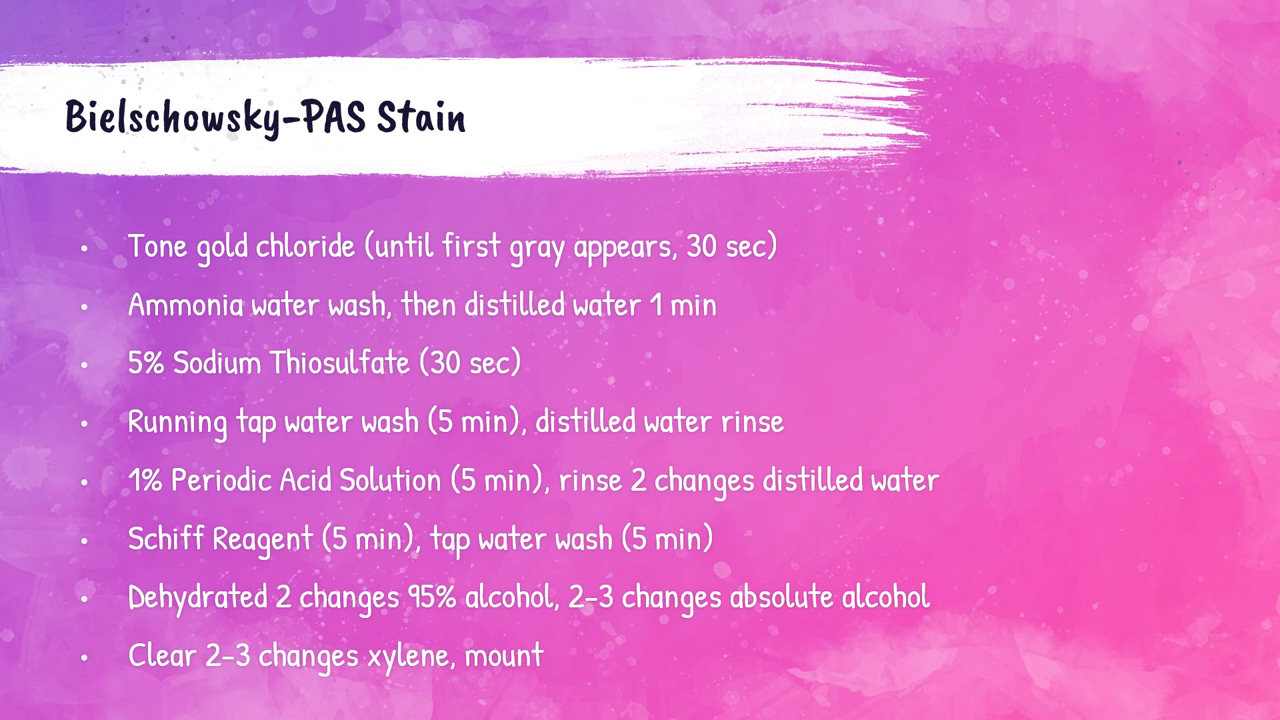 Bielschowsky-PAS Stain
• Tone gold chloride (until first gray appears, 30 sec)
• Ammonia water wash, then distilled water 1 min
• 5% Sodium Thiosulfate (30 sec)
• Running tap water wash (5 min), distilled water rinse
• 1% Periodic Acid Solution (5 min), rinse 2 changes distilled water
• Schiff Reagent (5 min), tap water wash (5 min)
• Dehydrated 2 changes 95% alcohol, 2-3 changes absolute alcohol
• Clear 2-3 changes xylene, mount